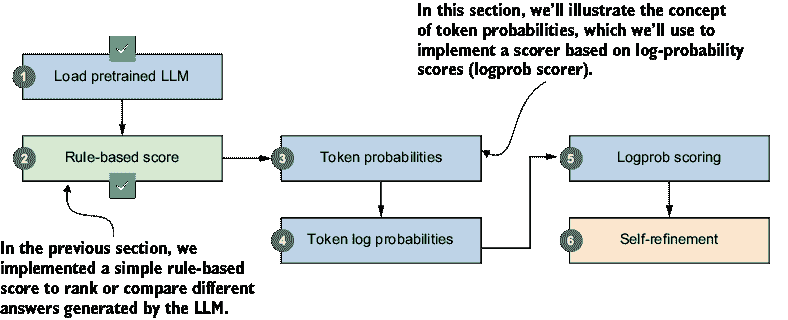 In this section, we'll illustrate the concept
of token probabilities, which we'll use to
implement a scorer based on log-probability
scores (logprob scorer).
1 Load pretrained LLM
2 Rule-based score
3 Token probabilities
4 Token log probabilities
5 Logprob scoring
6 Self-refinement
In the previous section, we
implemented a simple rule-based
score to rank or compare different
answers generated by the LLM.